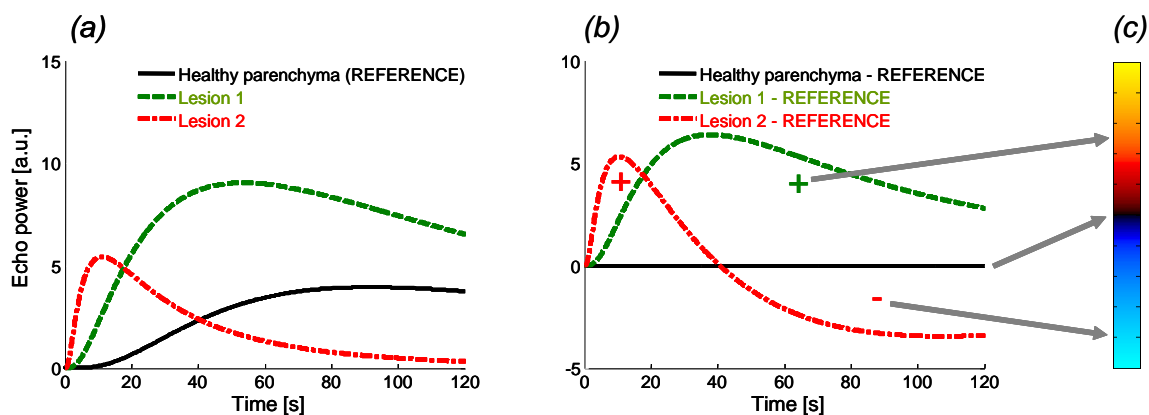 (a)
Echo power [a.u.]
15
10
5
0
Healthy parenchyma (REFERENCE)
Lesion 1
Lesion 2
0 20 40 60 80 100 120
Time [s]
(b)
10
5
0
-5
Healthy parenchyma - REFERENCE
Lesion 1 - REFERENCE
Lesion 2 - REFERENCE
+ +
-
0 20 40 60 80 100 120
Time [s]
(c)